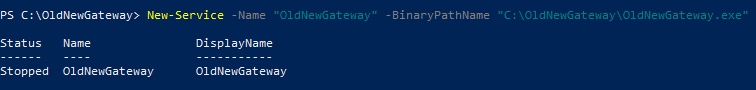 PS C:\OldNewGateway> New-Service -Name "OldNewGateway" -BinaryPathName "C:\OldNewGateway\OldNewGateway.exe"
Status   Name               DisplayName
------   ----               -----------
Stopped  OldNewGateway      OldNewGateway